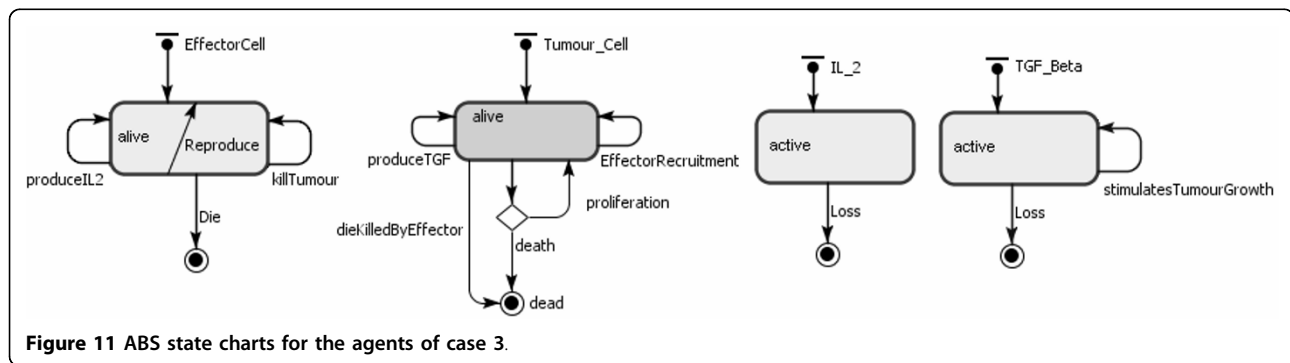 EffectorCell
alive
Reproduce
produceIL2
killTumour
Die
Tumour_Cell
alive
produceTGF
EffectorRecruitment
proliferation
dieKilledByEffector
death
dead
IL_2
active
Loss
TGF_Beta
active
stimulatesTumourGrowth
Loss
Figure 11 ABS state charts for the agents of case 3.